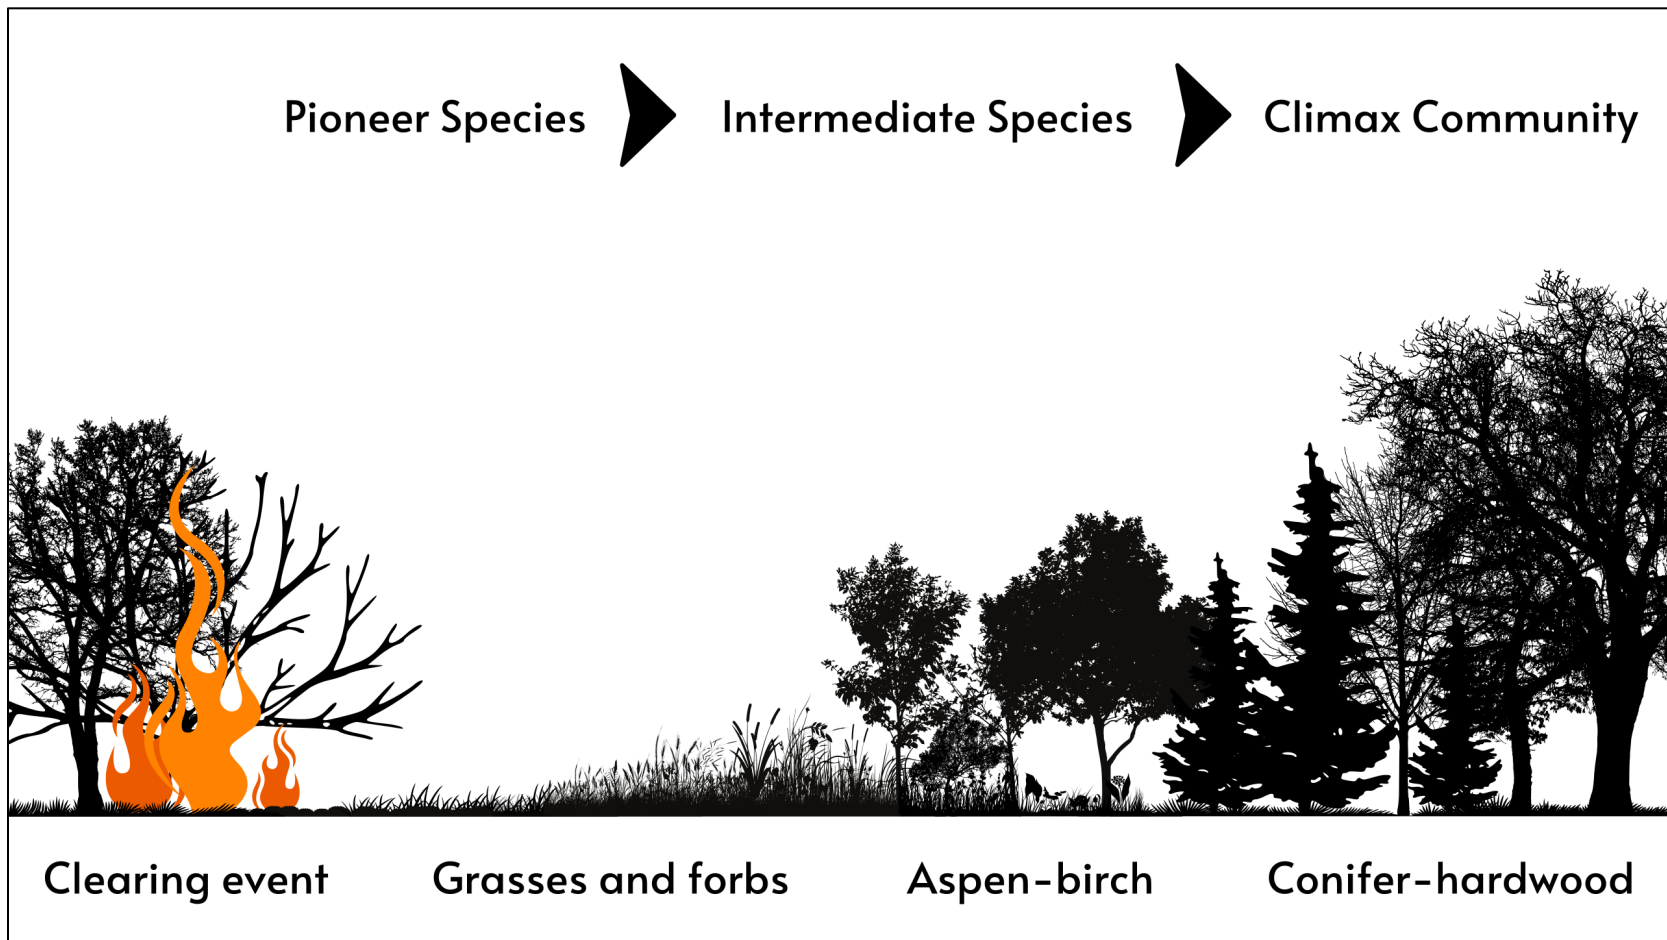 Pioneer Species
Intermediate Species
Climax Community
Clearing event
Grasses and forbs
Aspen-birch
Conifer-hardwood